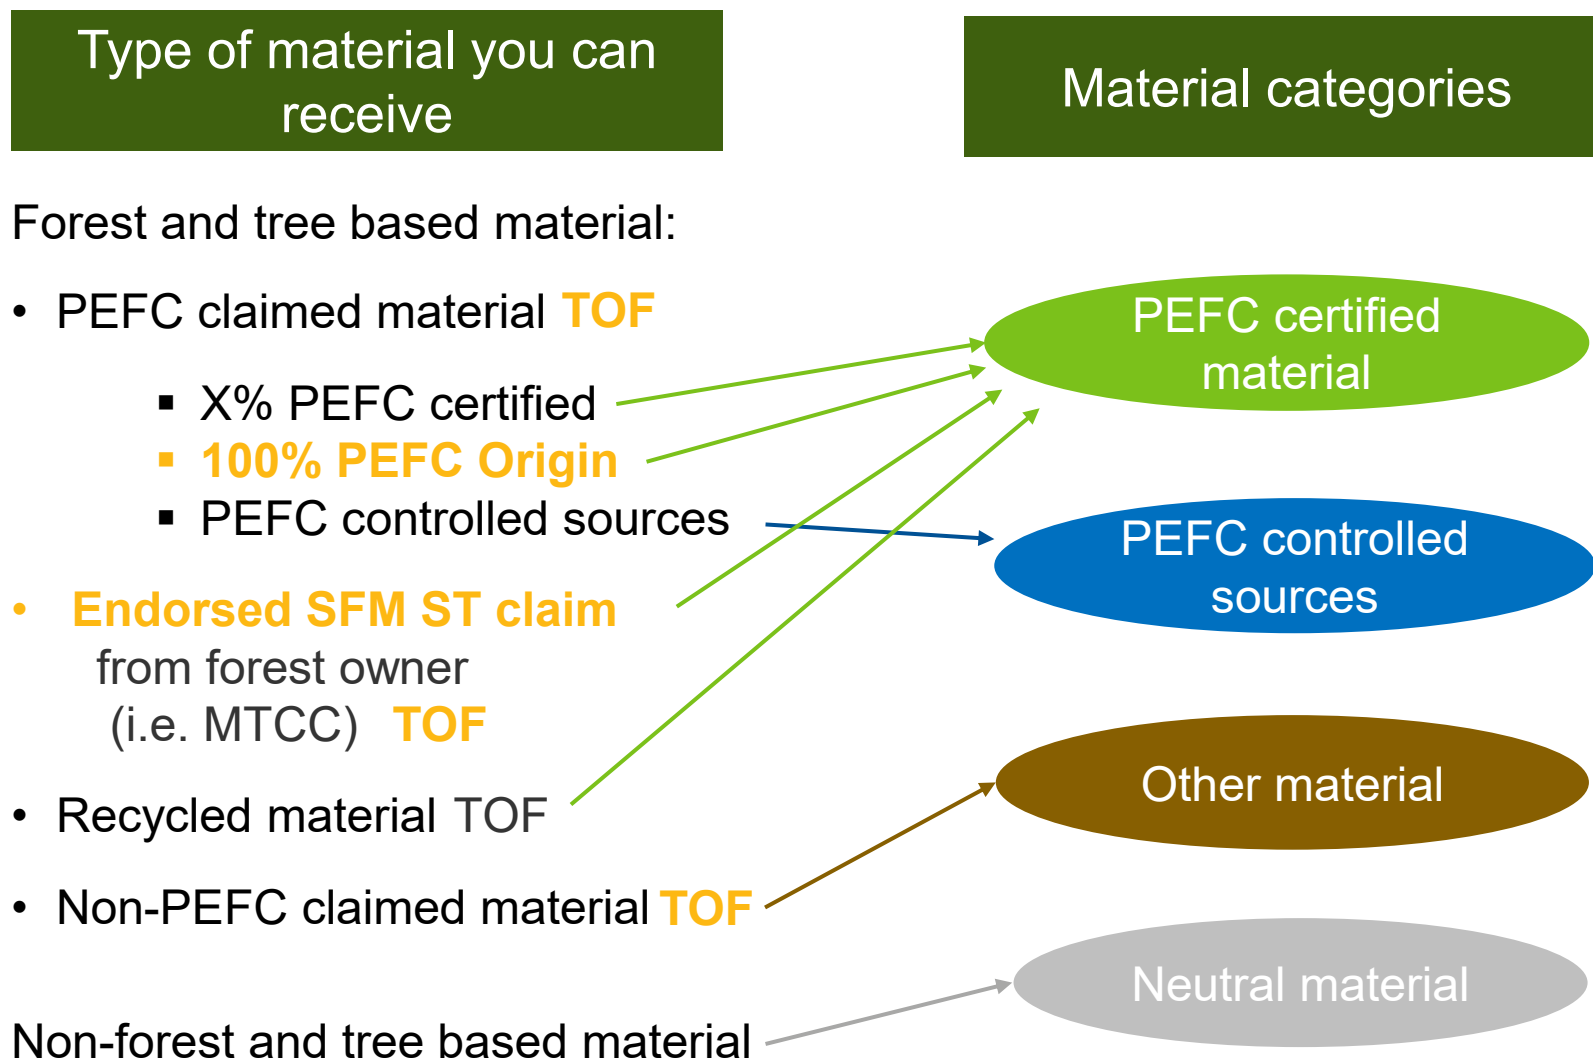 Type of material you can
receive
Material categories
Forest and tree based material:
• PEFC claimed material TOF
▪ X% PEFC certified
▪ 100% PEFC Origin
▪ PEFC controlled sources
• Endorsed SFM ST claim
from forest owner
(i.e. MTCC) TOF
• Recycled material TOF
• Non-PEFC claimed material TOF
Non-forest and tree based material
PEFC certified
material
PEFC controlled
sources
Other material
Neutral material